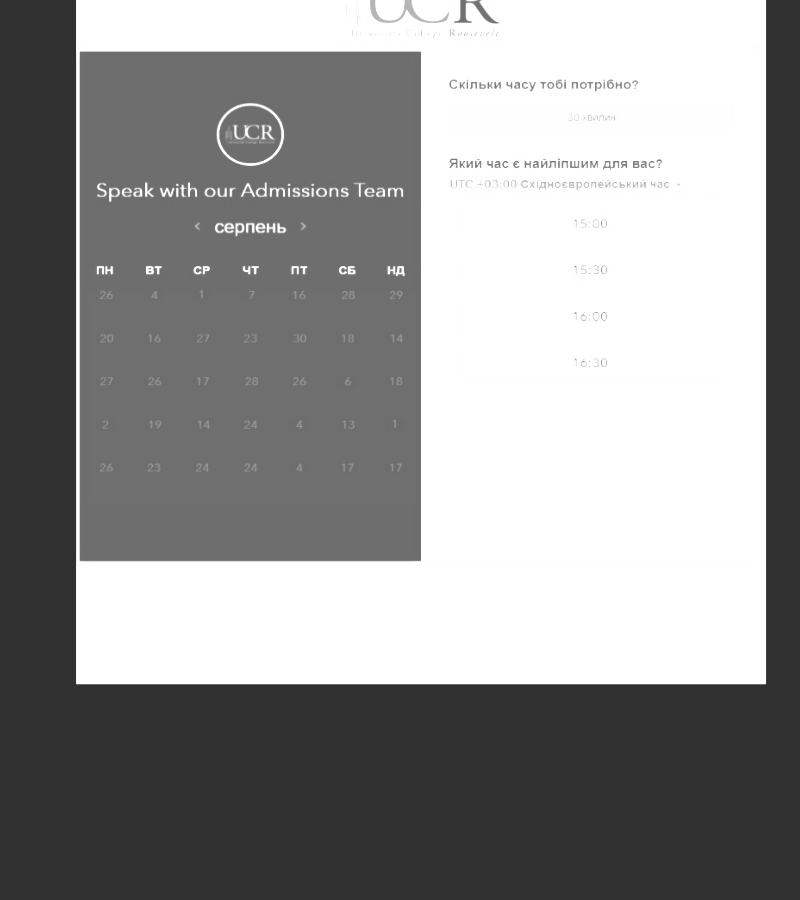 UCR
University College Roosevelt
UCR
Speak with our Admissions Team
‹ серпень ›
ПН ВТ СР ЧТ ПТ СБ НД
26 4 1 7 16 28 29
20 16 27 23 30 18 14
27 26 17 28 26 6 18
2 19 14 24 4 13 1
26 23 24 24 4 17 17
Скільки часу тобі потрібно?
30 хвилин
Який час є найліпшим для вас?
UTC +03:00 Східноєвропейський час
15:00
15:30
16:00
16:30